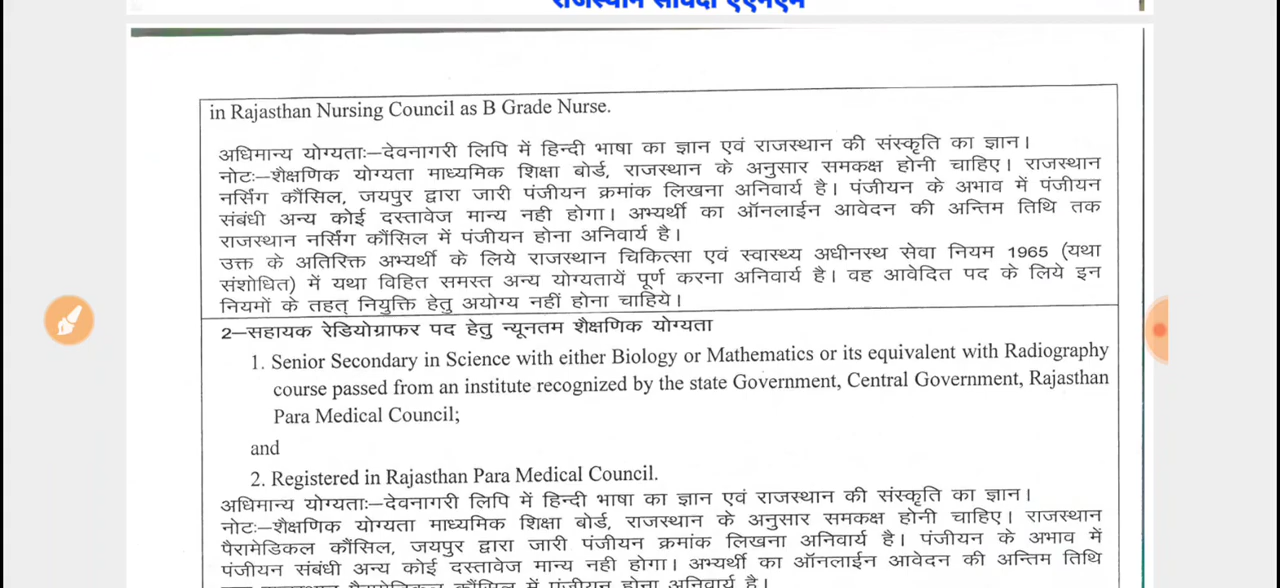 राजस्थान संविदा एएनएम
in Rajasthan Nursing Council as B Grade Nurse.
अधिमान्य योग्यताः–देवनागरी लिपि में हिन्दी भाषा का ज्ञान एवं राजस्थान की संस्कृति का ज्ञान।
नोटः–शैक्षणिक योग्यता माध्यमिक शिक्षा बोर्ड, राजस्थान के अनुसार समकक्ष होनी चाहिए। राजस्थान
नर्सिंग कौंसिल, जयपुर द्वारा जारी पंजीयन क्रमांक लिखना अनिवार्य है। पंजीयन के अभाव में पंजीयन
संबंधी अन्य कोई दस्तावेज मान्य नही होगा। अभ्यर्थी का ऑनलाईन आवेदन की अन्तिम तिथि तक
राजस्थान नर्सिंग कौंसिल में पंजीयन होना अनिवार्य है।
उक्त के अतिरिक्त अभ्यर्थी के लिये राजस्थान चिकित्सा एवं स्वास्थ्य अधीनस्थ सेवा नियम 1965 (यथा
संशोधित) में यथा विहित समस्त अन्य योग्यतायें पूर्ण करना अनिवार्य है। वह आवेदित पद के लिये इन
नियमों के तहत् नियुक्ति हेतु अयोग्य नहीं होना चाहिये।
2–सहायक रेडियोग्राफर पद हेतु न्यूनतम शैक्षणिक योग्यता
1. Senior Secondary in Science with either Biology or Mathematics or its equivalent with Radiography
course passed from an institute recognized by the state Government, Central Government, Rajasthan
Para Medical Council;
and
2. Registered in Rajasthan Para Medical Council.
अधिमान्य योग्यताः–देवनागरी लिपि में हिन्दी भाषा का ज्ञान एवं राजस्थान की संस्कृति का ज्ञान।
नोटः–शैक्षणिक योग्यता माध्यमिक शिक्षा बोर्ड, राजस्थान के अनुसार समकक्ष होनी चाहिए। राजस्थान
पैरामेडिकल कौंसिल, जयपुर द्वारा जारी पंजीयन क्रमांक लिखना अनिवार्य है। पंजीयन के अभाव में
पंजीयन संबंधी अन्य कोई दस्तावेज मान्य नही होगा। अभ्यर्थी का ऑनलाईन आवेदन की अन्तिम तिथि
तक राजस्थान पैरामेडिकल कौंसिल में पंजीयन होना अनिवार्य है।